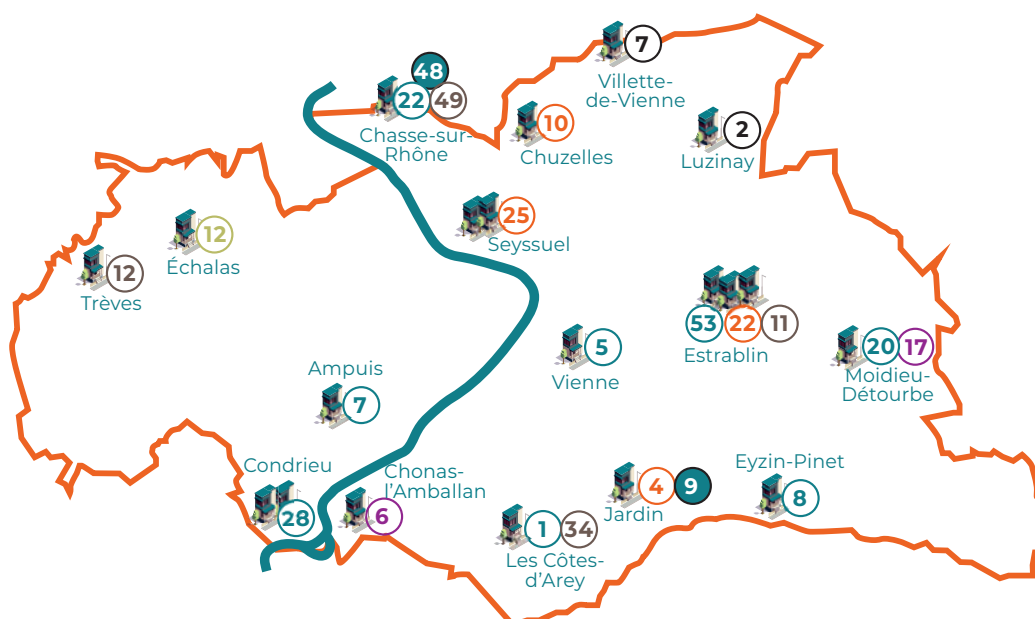 7
Villette-
de-Vienne
48
22 49
Chasse-sur-
Rhône
10
Chuzelles
2
Luzinay
25
Seyssuel
12
Échalas
12
Trèves
53 22 11
Estrablin
5
Vienne
20 17
Moidieu-
Détourbe
Ampuis
7
Condrieu
28
Chonas-
l’Amballan
6
1 34
Les Côtes-
d’Arey
4 9
Jardin
Eyzin-Pinet
8